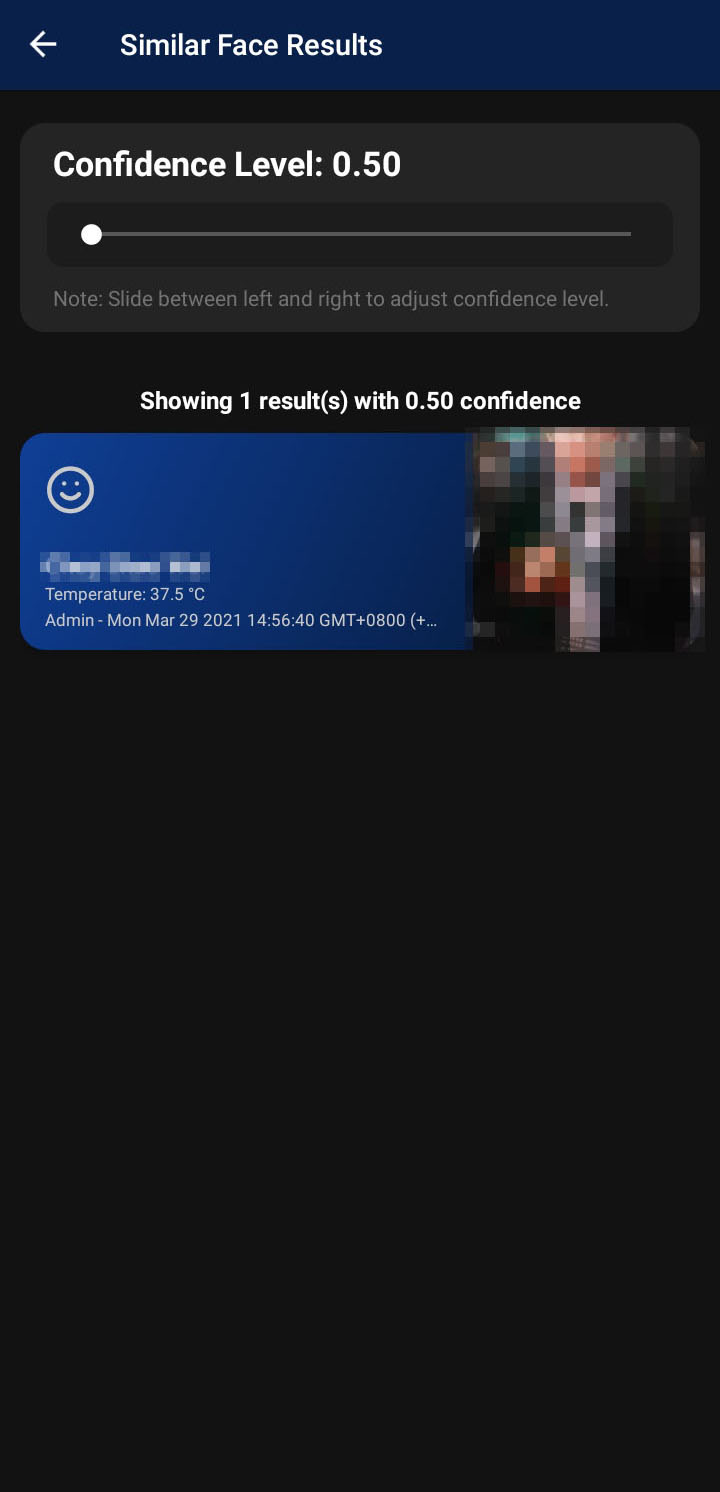 Similar Face Results
Confidence Level: 0.50
Note: Slide between left and right to adjust confidence level.
Showing 1 result(s) with 0.50 confidence
Temperature: 37.5 °C
Admin - Mon Mar 29 2021 14:56:40 GMT+0800 (+...